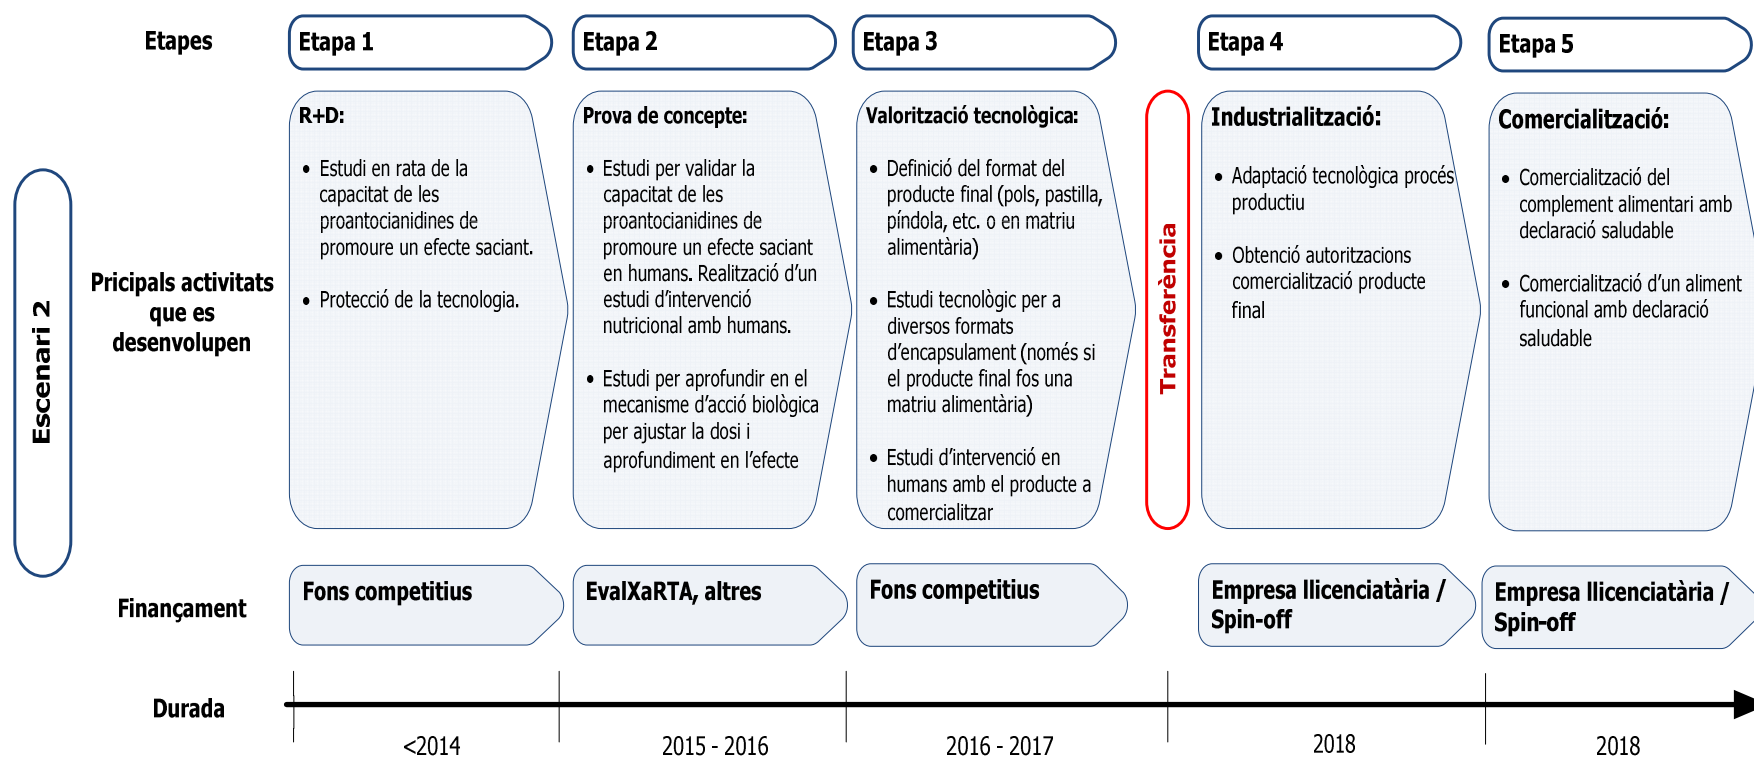 Etapes
Etapa 1
Etapa 2
Etapa 3
Etapa 4
Etapa 5
Escenari 2
Pricipals activitats
que es
desenvolupen
R+D:
• Estudi en rata de la
capacitat de les
proantocianidines de
promoure un efecte saciant.
• Protecció de la tecnologia.
Prova de concepte:
• Estudi per validar la
capacitat de les
proantocianidines de
promoure un efecte saciant
en humans. Realització d’un
estudi d’intervenció
nutricional amb humans.
• Estudi per aprofundir en el
mecanisme d’acció biològica
per ajustar la dosi i
aprofundiment en l’efecte
Valorització tecnològica:
• Definició del format del
producte final (pols, pastilla,
píndola, etc. o en matriu
alimentària)
• Estudi tecnològic per a
diversos formats
d’encapsulament (només si
el producte final fos una
matriu alimentària)
• Estudi d’intervenció en
humans amb el producte a
comercialitzar
Transferència
Industrialització:
• Adaptació tecnològica procés
productiu
• Obtenció autoritzacions
comercialització producte
final
Comercialització:
• Comercialització del
complement alimentari amb
declaració saludable
• Comercialització d’un aliment
funcional amb declaració
saludable
Finançament
Fons competitius
EvalXaRTA, altres
Fons competitius
Empresa llicenciatària /
Spin-off
Empresa llicenciatària /
Spin-off
Durada
<2014
2015 - 2016
2016 - 2017
2018
2018